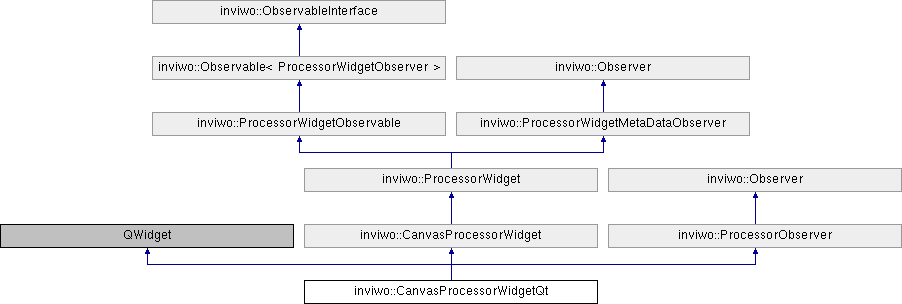 inviwo::ObservableInterface
inviwo::Observable< ProcessorWidgetObserver >
inviwo::Observer
inviwo::ProcessorWidgetObservable
inviwo::ProcessorWidgetMetaDataObserver
inviwo::ProcessorWidget
inviwo::Observer
QWidget
inviwo::CanvasProcessorWidget
inviwo::ProcessorObserver
inviwo::CanvasProcessorWidgetQt